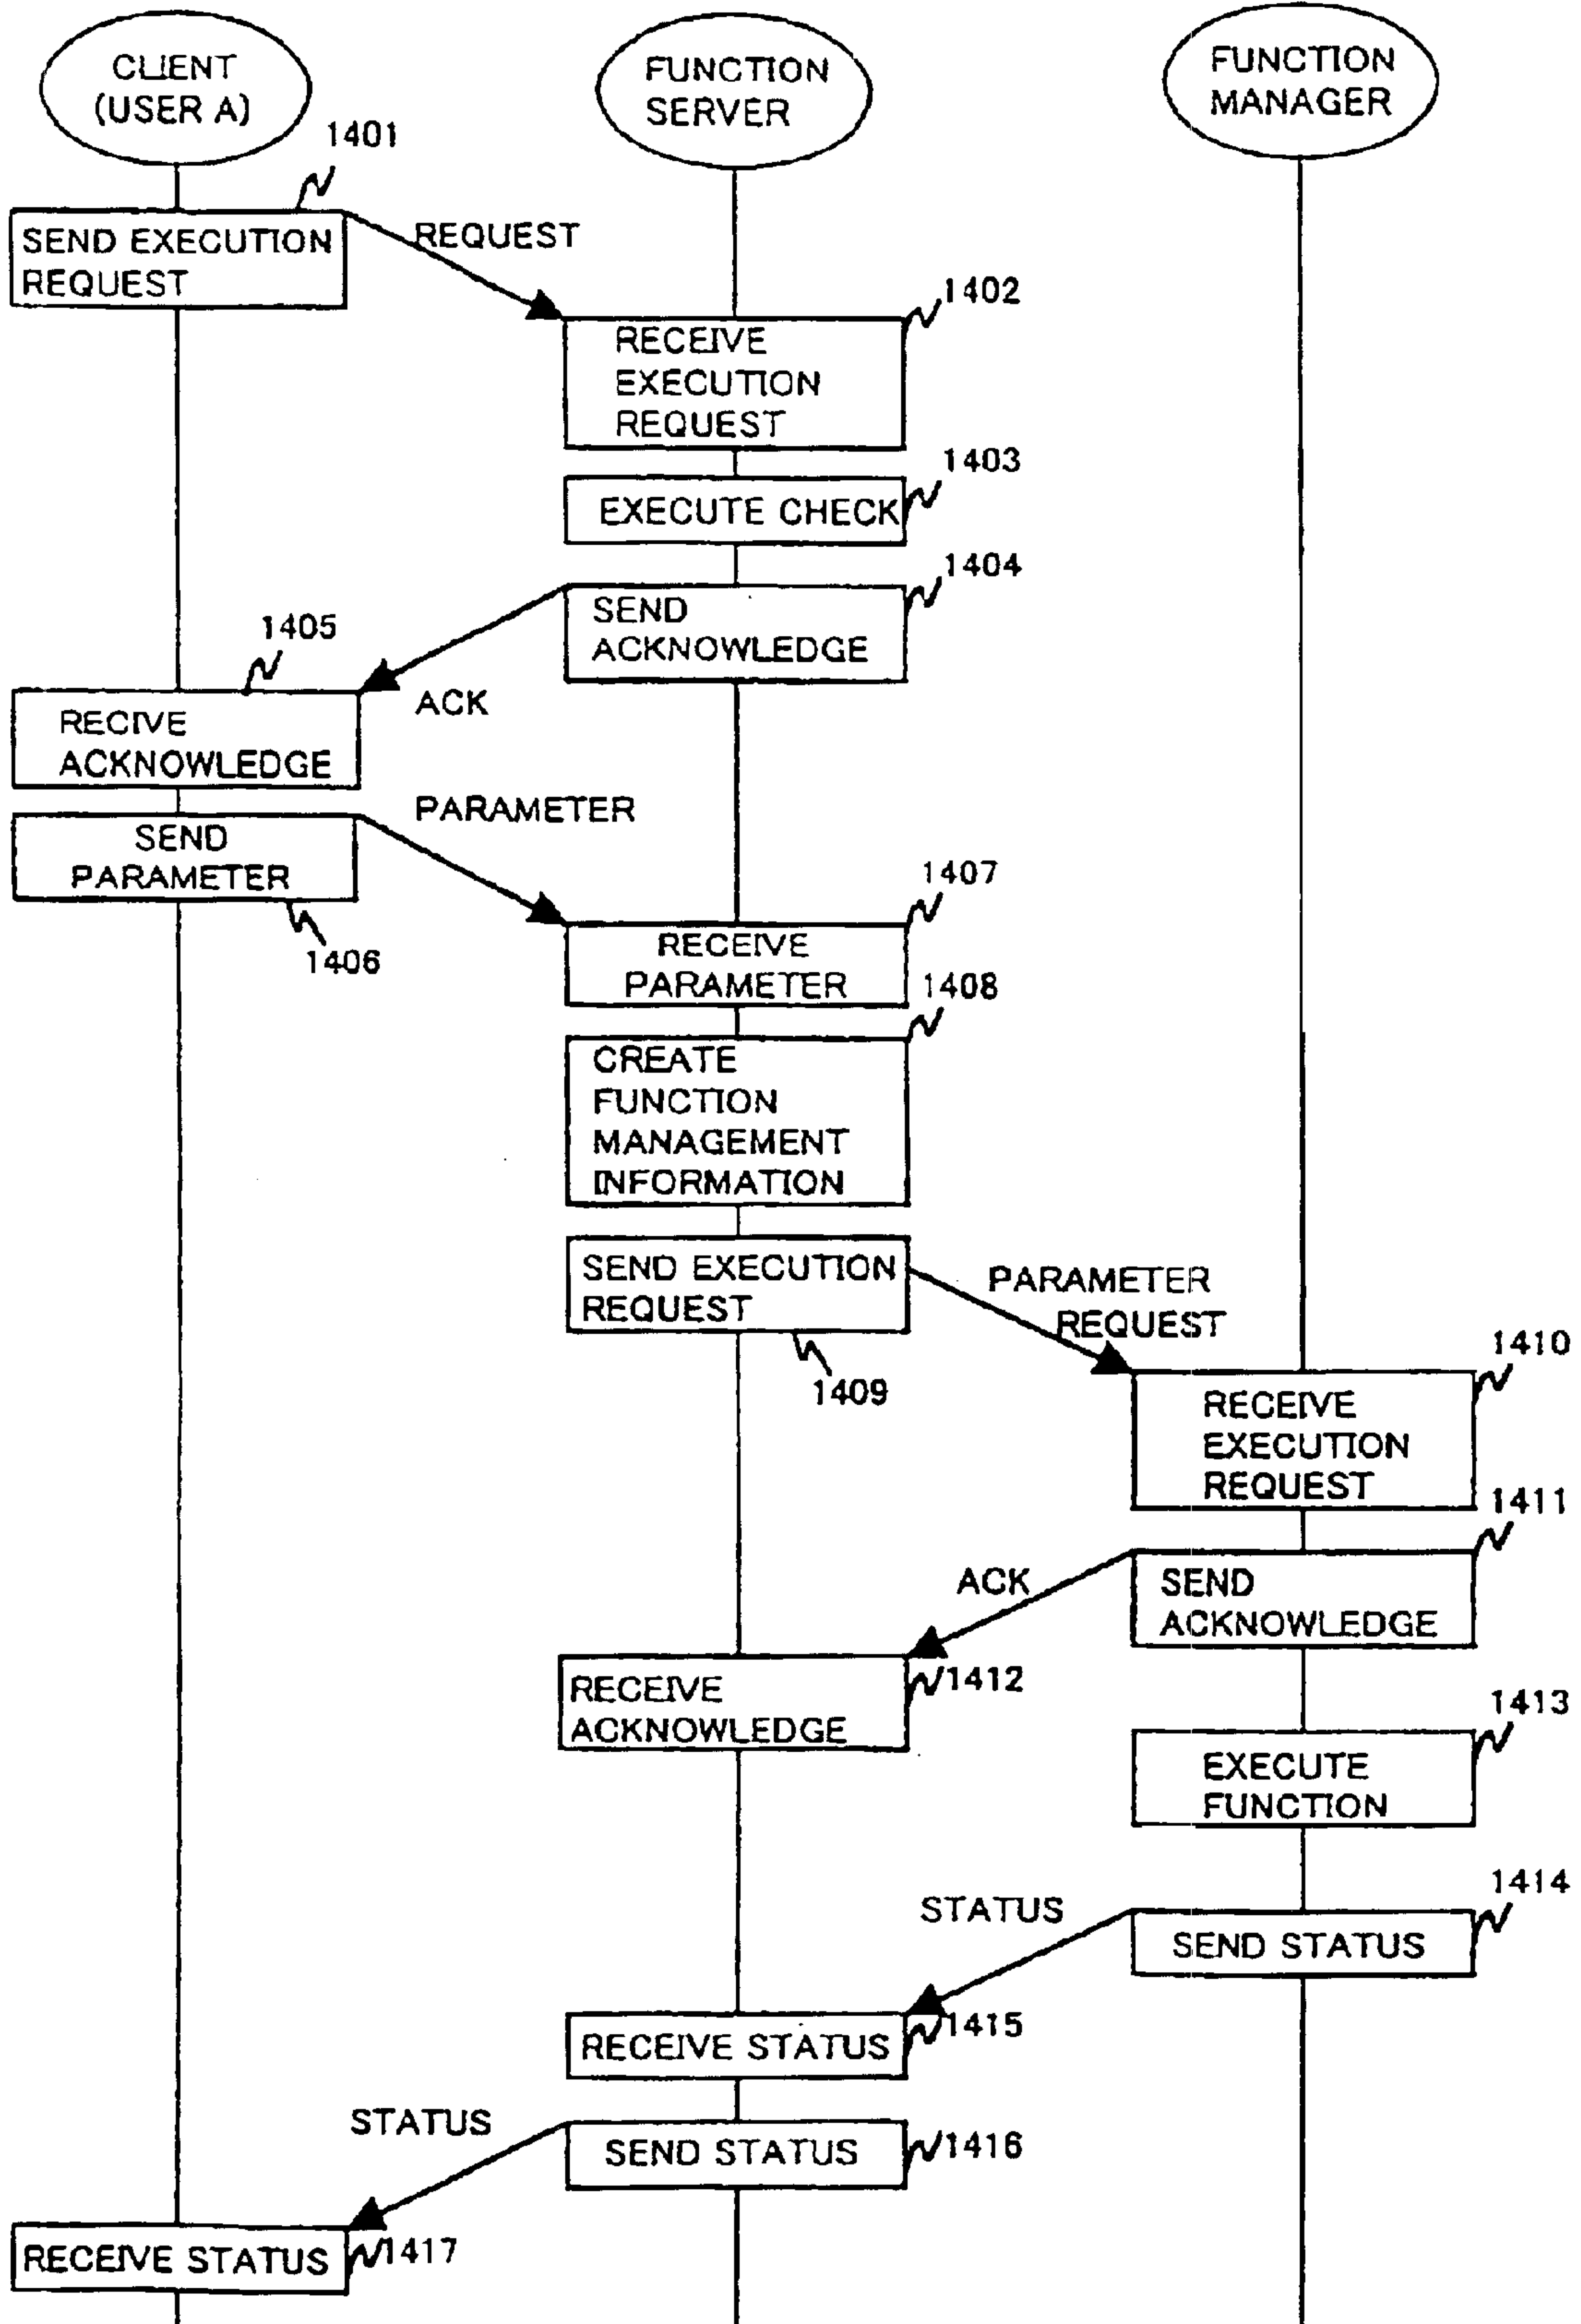 CLIENT
(USER A)
FUNCTION
SERVER
FUNCTION
MANAGER
1401
SEND EXECUTION
REQUEST
REQUEST
1402
RECEIVE
EXECUTION
REQUEST
1403
EXECUTE CHECK
1404
SEND
ACKNOWLEDGE
1405
ACK
RECIVE
ACKNOWLEDGE
PARAMETER
SEND
PARAMETER
1406
1407
RECEIVE
PARAMETER
1408
CREATE
FUNCTION
MANAGEMENT
INFORMATION
SEND EXECUTION
REQUEST
1409
PARAMETER
REQUEST
1410
RECEIVE
EXECUTION
REQUEST
1411
SEND
ACKNOWLEDGE
ACK
1412
RECEIVE
ACKNOWLEDGE
1413
EXECUTE
FUNCTION
1414
SEND STATUS
STATUS
1415
RECEIVE STATUS
STATUS
SEND STATUS
1416
RECEIVE STATUS
1417